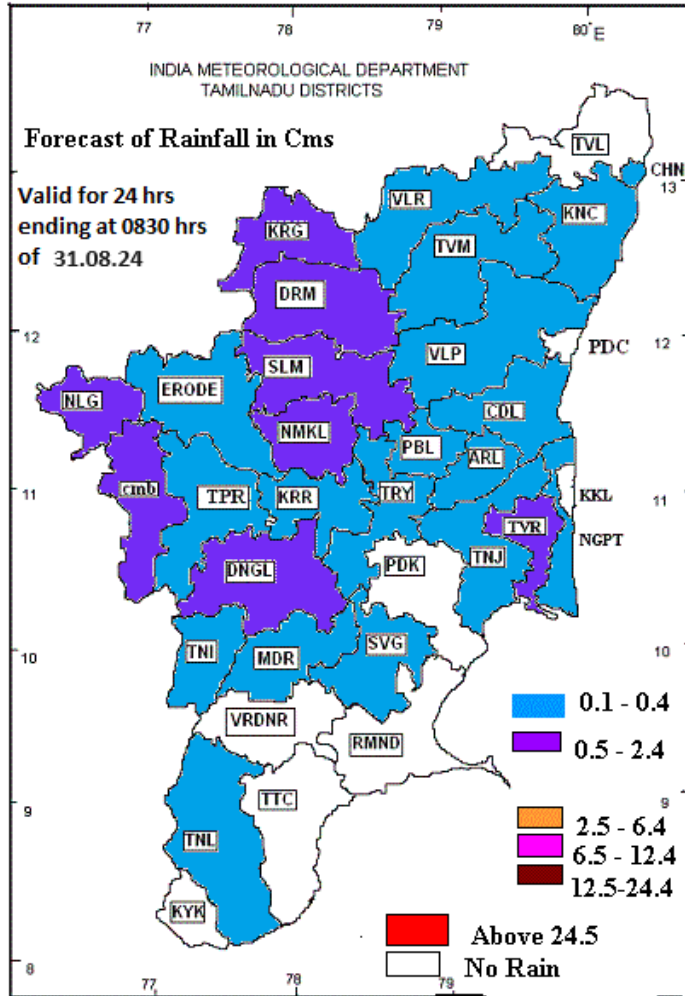 77 78 79 80° E
INDIA METEOROLOGICAL DEPARTMENT
TAMILNADU DISTRICTS
Forecast of Rainfall in Cms
TVL
CHN
13
Valid for 24 hrs
ending at 0830 hrs
of 31.08.24
VLR
KNC
KRG
TVM
DRM
12
12
PDC
VLP
SLM
ERODE
NLG
CDL
NMKL
PBL
ARL
cmb
11
TPR
KRR
TRY
KKL
11
TVR
NGPT
DNGL
PDK
TNJ
10
TNI
MDR
SVG
10
0.1 - 0.4
VRDNR
RMND
0.5 - 2.4
9
TTC
9
2.5 - 6.4
TNL
6.5 - 12.4
12.5-24.4
KYK
Above 24.5
8
No Rain
77 78 79